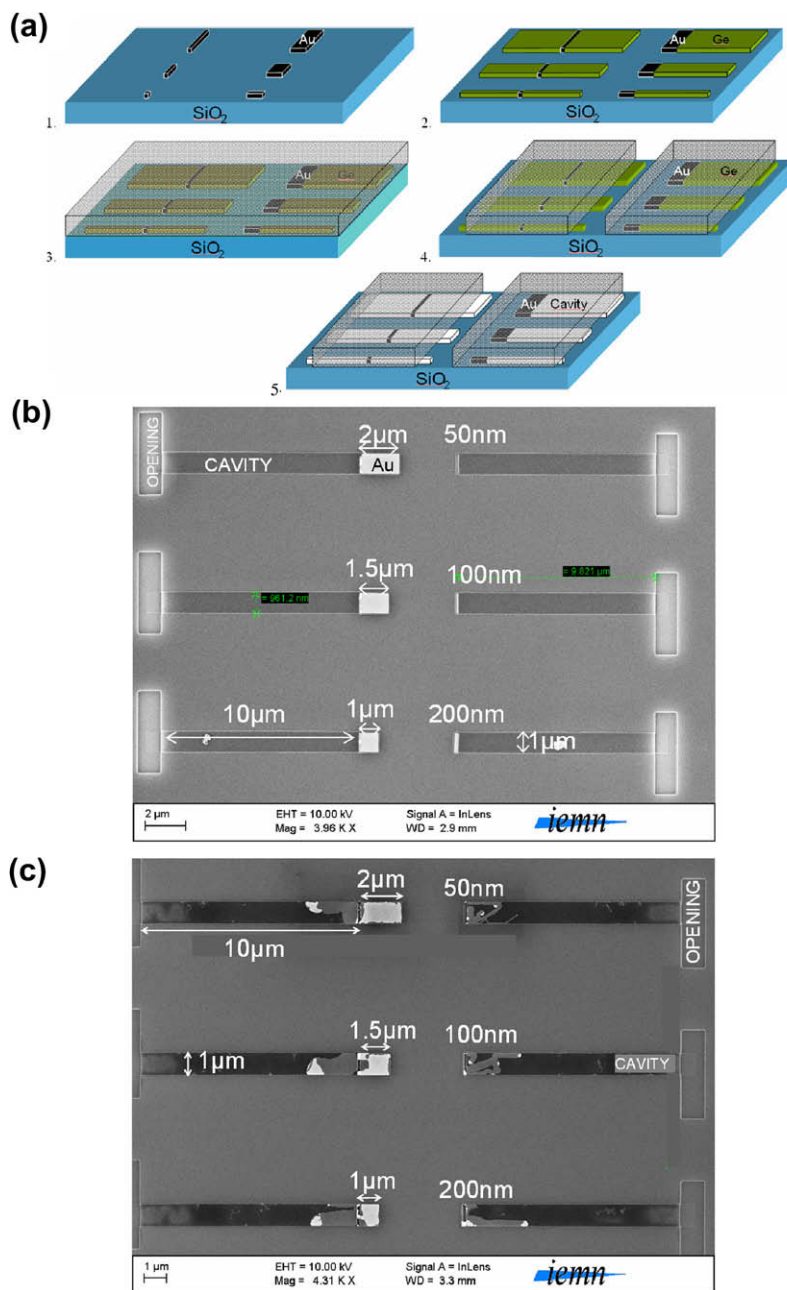 (a)
Au
SiO2
1.
Au
Ge
SiO2
2.
Au
Ge
SiO2
3.
Au
Ge
SiO2
4.
Au
Cavity
SiO2
5.
(b)
OPENING
CAVITY
2µm
Au
50nm
1.5µm
100nm
= 9.821 µm
= 961.2 nm
10µm
1µm
200nm
1µm
2 µm
EHT = 10.00 kV
Mag = 3.96 K X
Signal A = InLens
WD = 2.9 mm
iemn
(c)
2µm
50nm
OPENING
10µm
1.5µm
100nm
1µm
CAVITY
1µm
200nm
1 µm
EHT = 10.00 kV
Mag = 4.31 K X
Signal A = InLens
WD = 3.3 mm
iemn